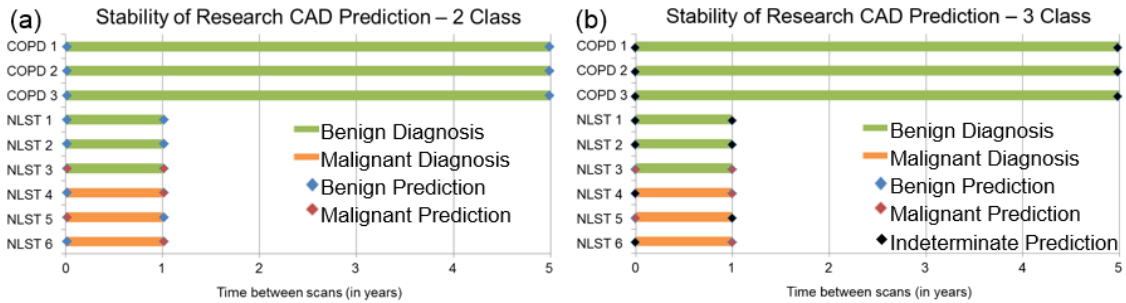 (a) Stability of Research CAD Prediction – 2 Class
COPD 1
COPD 2
COPD 3
NLST 1
NLST 2
NLST 3
NLST 4
NLST 5
NLST 6
Benign Diagnosis
Malignant Diagnosis
Benign Prediction
Malignant Prediction
0 1 2 3 4 5
Time between scans (in years)
(b) Stability of Research CAD Prediction – 3 Class
COPD 1
COPD 2
COPD 3
NLST 1
NLST 2
NLST 3
NLST 4
NLST 5
NLST 6
Benign Diagnosis
Malignant Diagnosis
Benign Prediction
Malignant Prediction
Indeterminate Prediction
0 1 2 3 4 5
Time between scans (in years)